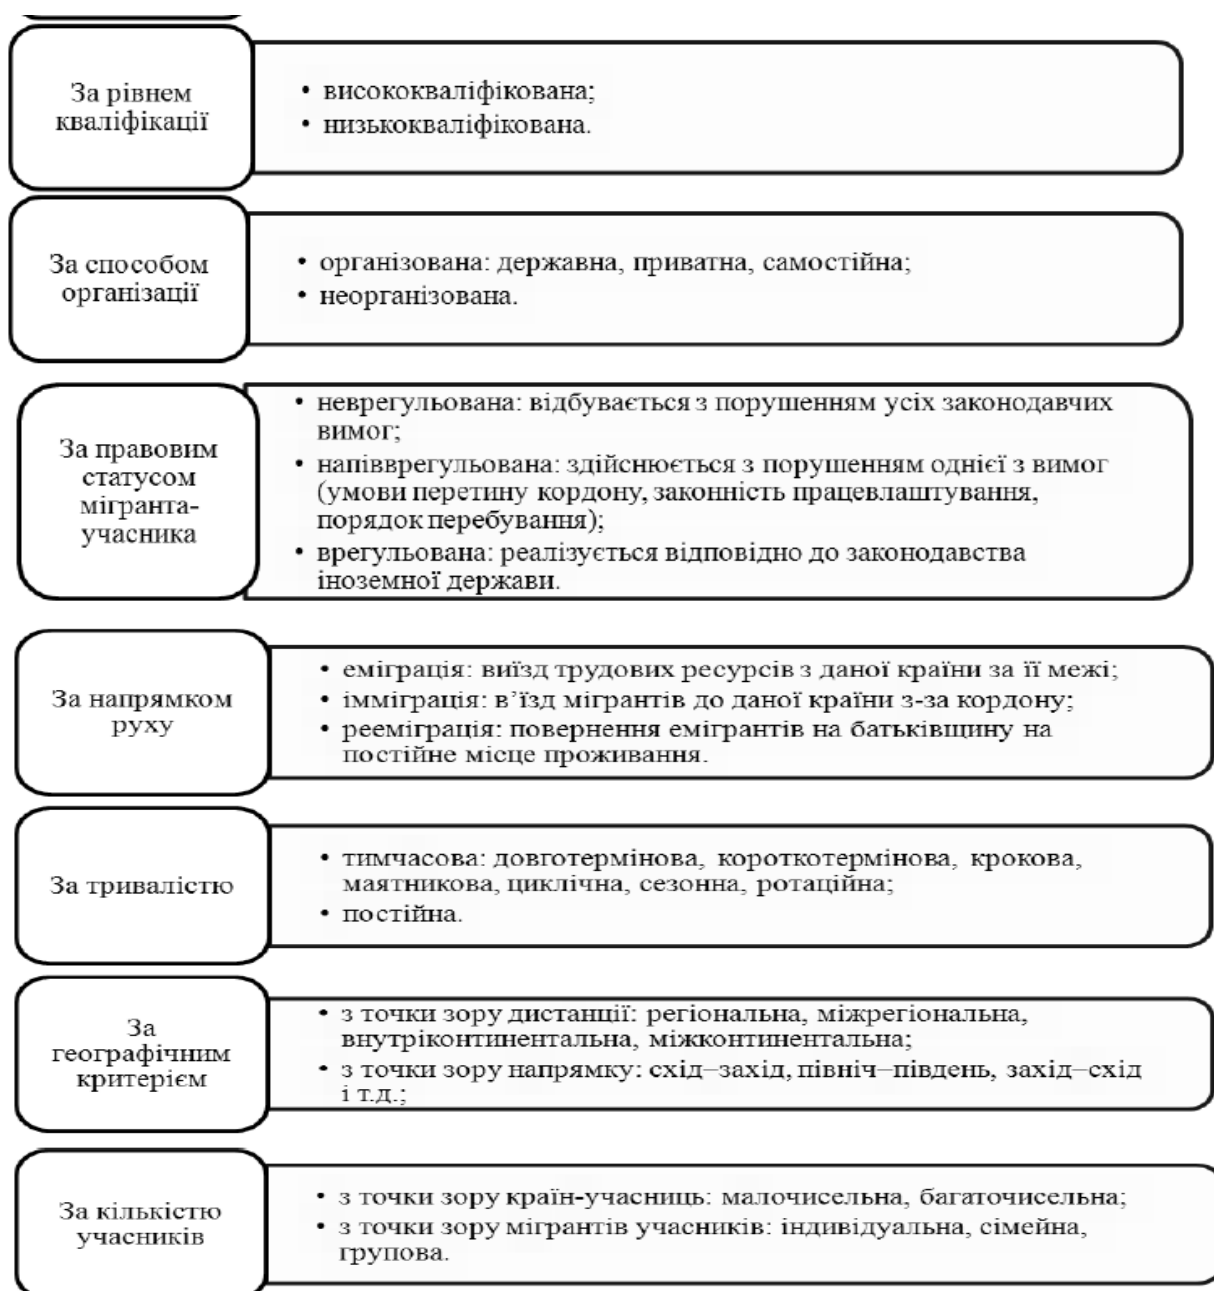 За рівнем
кваліфікації
• висококваліфікована;
• низькокваліфікована.
За способом
організації
• організована: державна, приватна, самостійна;
• неорганізована.
За правовим
статусом
мігранта-
учасника
• неврегульована: відбувається з порушенням усіх законодавчих
вимог;
• напівврегульована: здійснюється з порушенням однієї з вимог
(умови перетину кордону, законність працевлаштування,
порядок перебування);
• врегульована: реалізується відповідно до законодавства
іноземної держави.
За напрямком
руху
• еміграція: виїзд трудових ресурсів з даної країни за її межі;
• імміграція: в’їзд мігрантів до даної країни з-за кордону;
• рееміграція: повернення емігрантів на батьківщину на
постійне місце проживання.
За тривалістю
• тимчасова: довготермінова, короткотермінова, крокова,
маятникова, циклічна, сезонна, ротаційна;
• постійна.
За
географічним
критерієм
• з точки зору дистанції: регіональна, міжрегіональна,
внутріконтинентальна, міжконтинентальна;
• з точки зору напрямку: схід–захід, північ–південь, захід–схід
і т.д.;
За кількістю
учасників
• з точки зору країн-учасниць: малочисельна, багаточисельна;
• з точки зору мігрантів учасників: індивідуальна, сімейна,
групова.